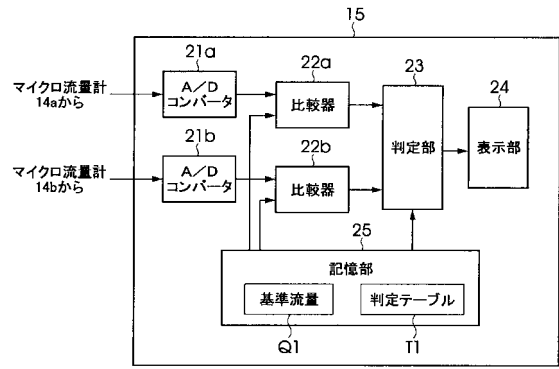 15
21a
22a
23
24
マイクロ流量計
14aから
A/D
コンバータ
比較器
判定部
表示部
21b
22b
マイクロ流量計
14bから
A/D
コンバータ
比較器
25
記憶部
基準流量
判定テーブル
Q1
T1